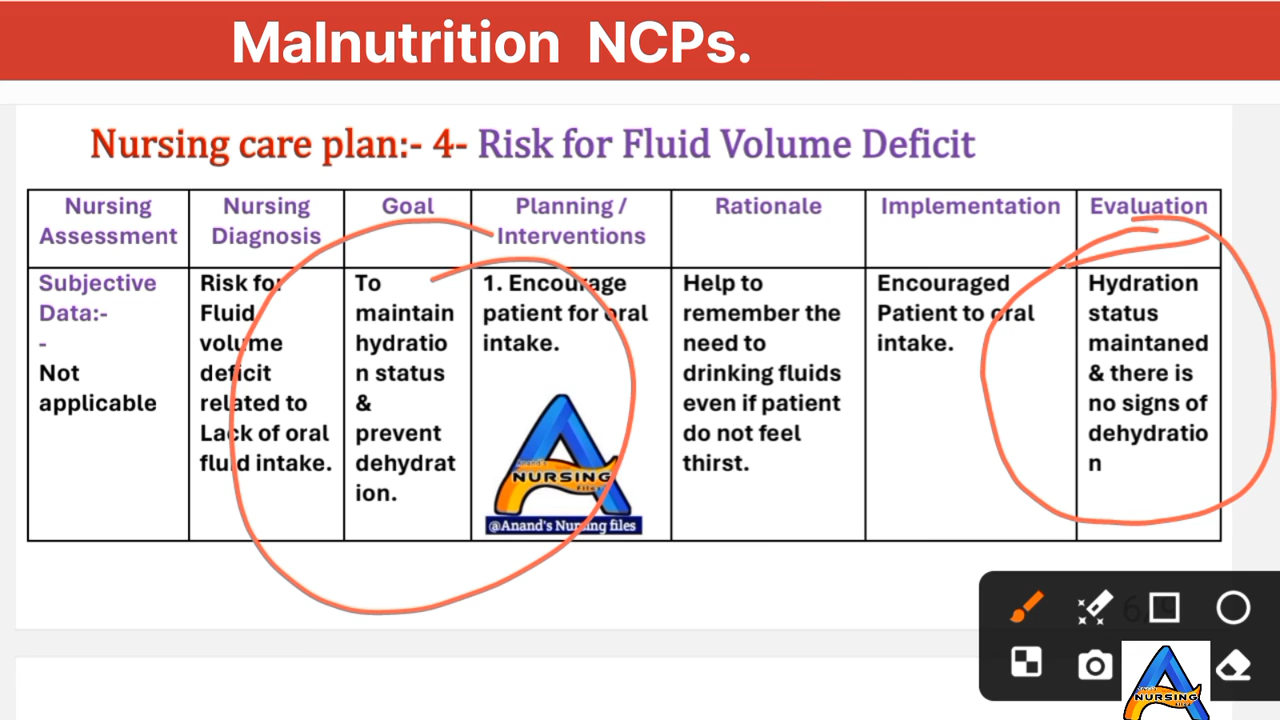 Malnutrition NCPs.
Nursing care plan:- 4- Risk for Fluid Volume Deficit
Nursing
Assessment
Nursing
Diagnosis
Goal
Planning /
Interventions
Rationale
Implementation
Evaluation
Subjective
Data:-
-
Not
applicable
Risk for
Fluid
volume
deficit
related to
Lack of oral
fluid intake.
To
maintain
hydratio
n status
&
prevent
dehydrat
ion.
1. Encourage
patient for oral
intake.
NURSING
@Anand's Nursing files
Help to
remember the
need to
drinking fluids
even if patient
do not feel
thirst.
Encouraged
Patient to oral
intake.
Hydration
status
maintaned
& there is
no signs of
dehydratio
n
NURSING